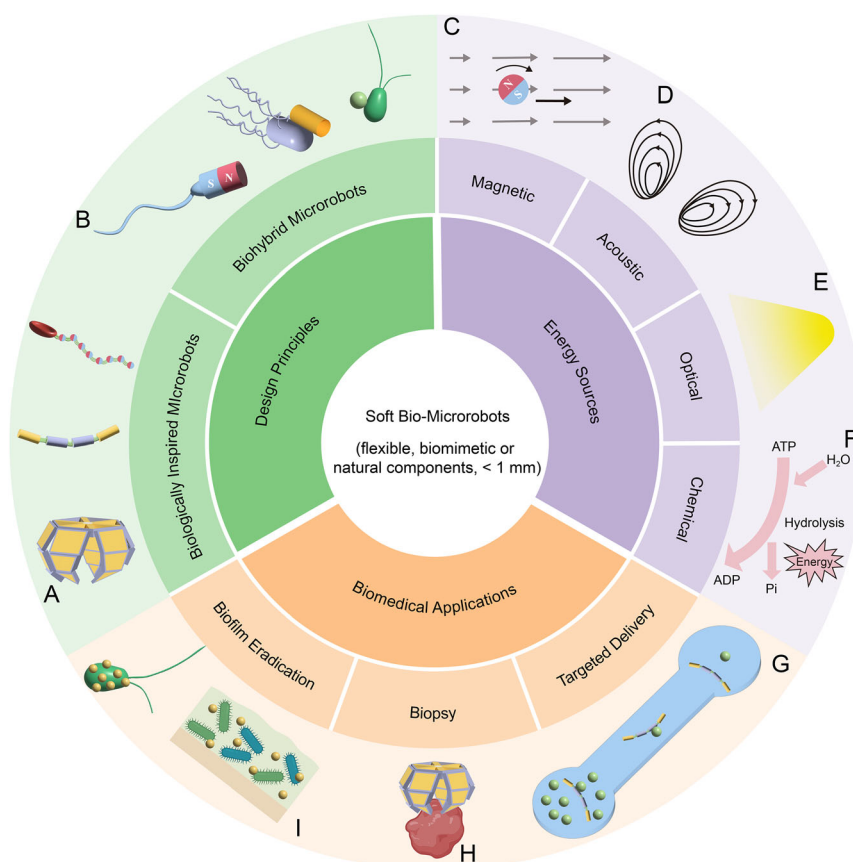 C
D
B
E
F
A
G
H
I
N
S
S
N
Magnetic
Acoustic
Optical
Chemical
Energy Sources
Biohybrid Microrobots
Biologically Inspired Microrobots
Design Principles
Soft Bio-Microrobots
(flexible, biomimetic or
natural components, < 1 mm)
ATP
H₂O
Hydrolysis
Energy
ADP
Pi
Biomedical Applications
Biofilm Eradication
Biopsy
Targeted Delivery